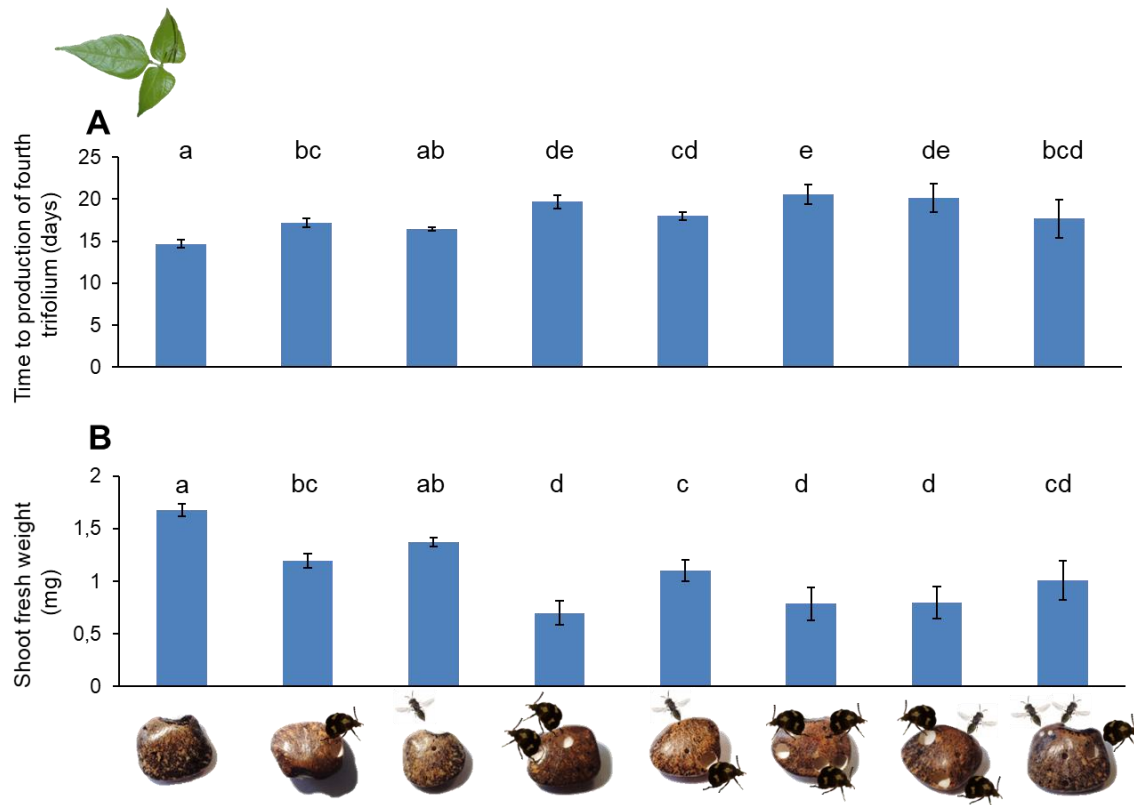 A
Time to production of fourth
trifolium (days)
a bc ab de cd e de bcd
25
20
15
10
5
0
B
Shoot fresh weight
(mg)
a bc ab d c d d cd
2
1,5
1
0,5
0